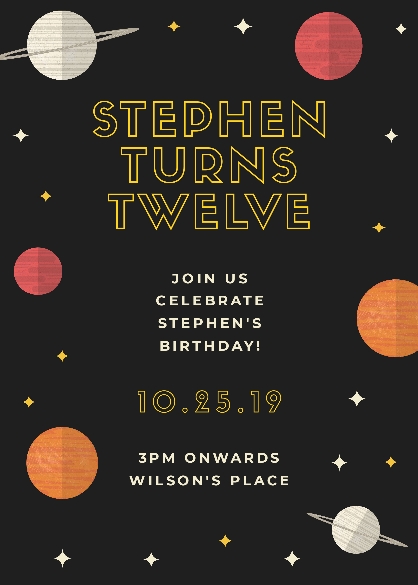 STEPHEN
TURNS
TWELVE
JOIN US
CELEBRATE
STEPHEN'S
BIRTHDAY!
10.25.19
3PM ONWARDS
WILSON'S PLACE